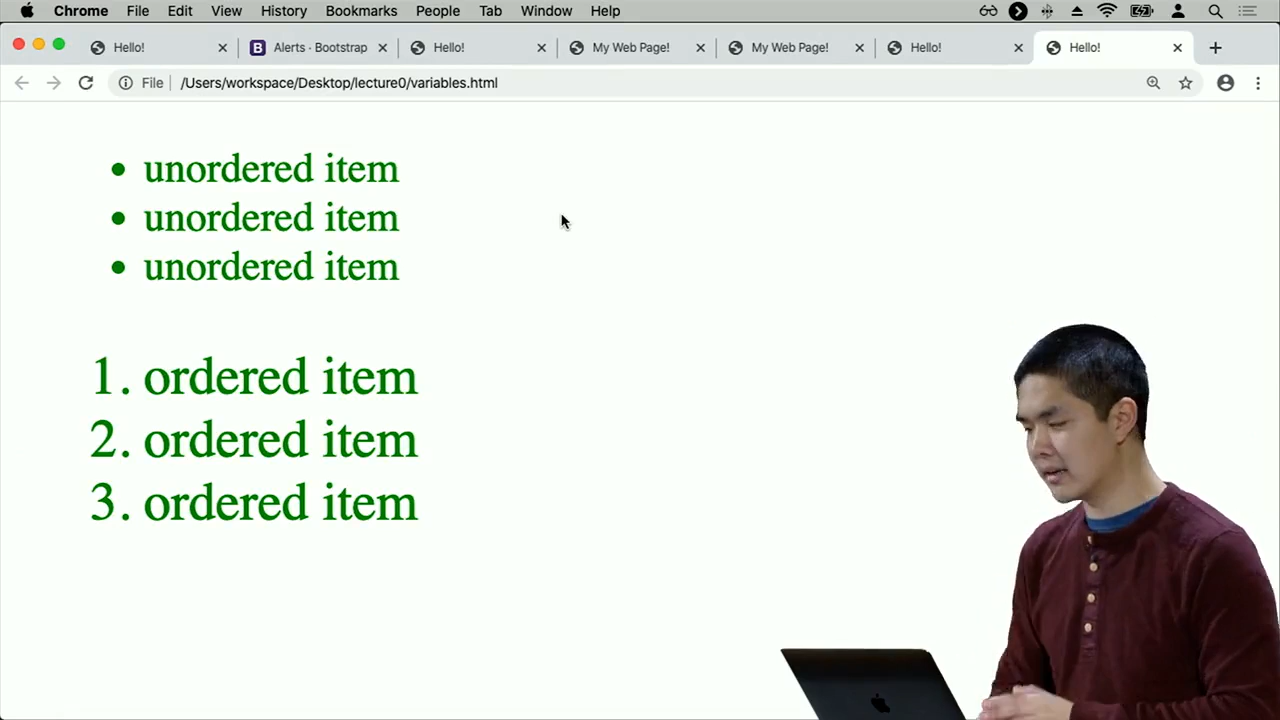 Chrome File Edit View History Bookmarks People Tab Window Help
Hello! B Alerts · Bootstrap Hello! My Web Page! My Web Page! Hello! Hello!
File /Users/workspace/Desktop/lecture0/variables.html
• unordered item
• unordered item
• unordered item
1. ordered item
2. ordered item
3. ordered item